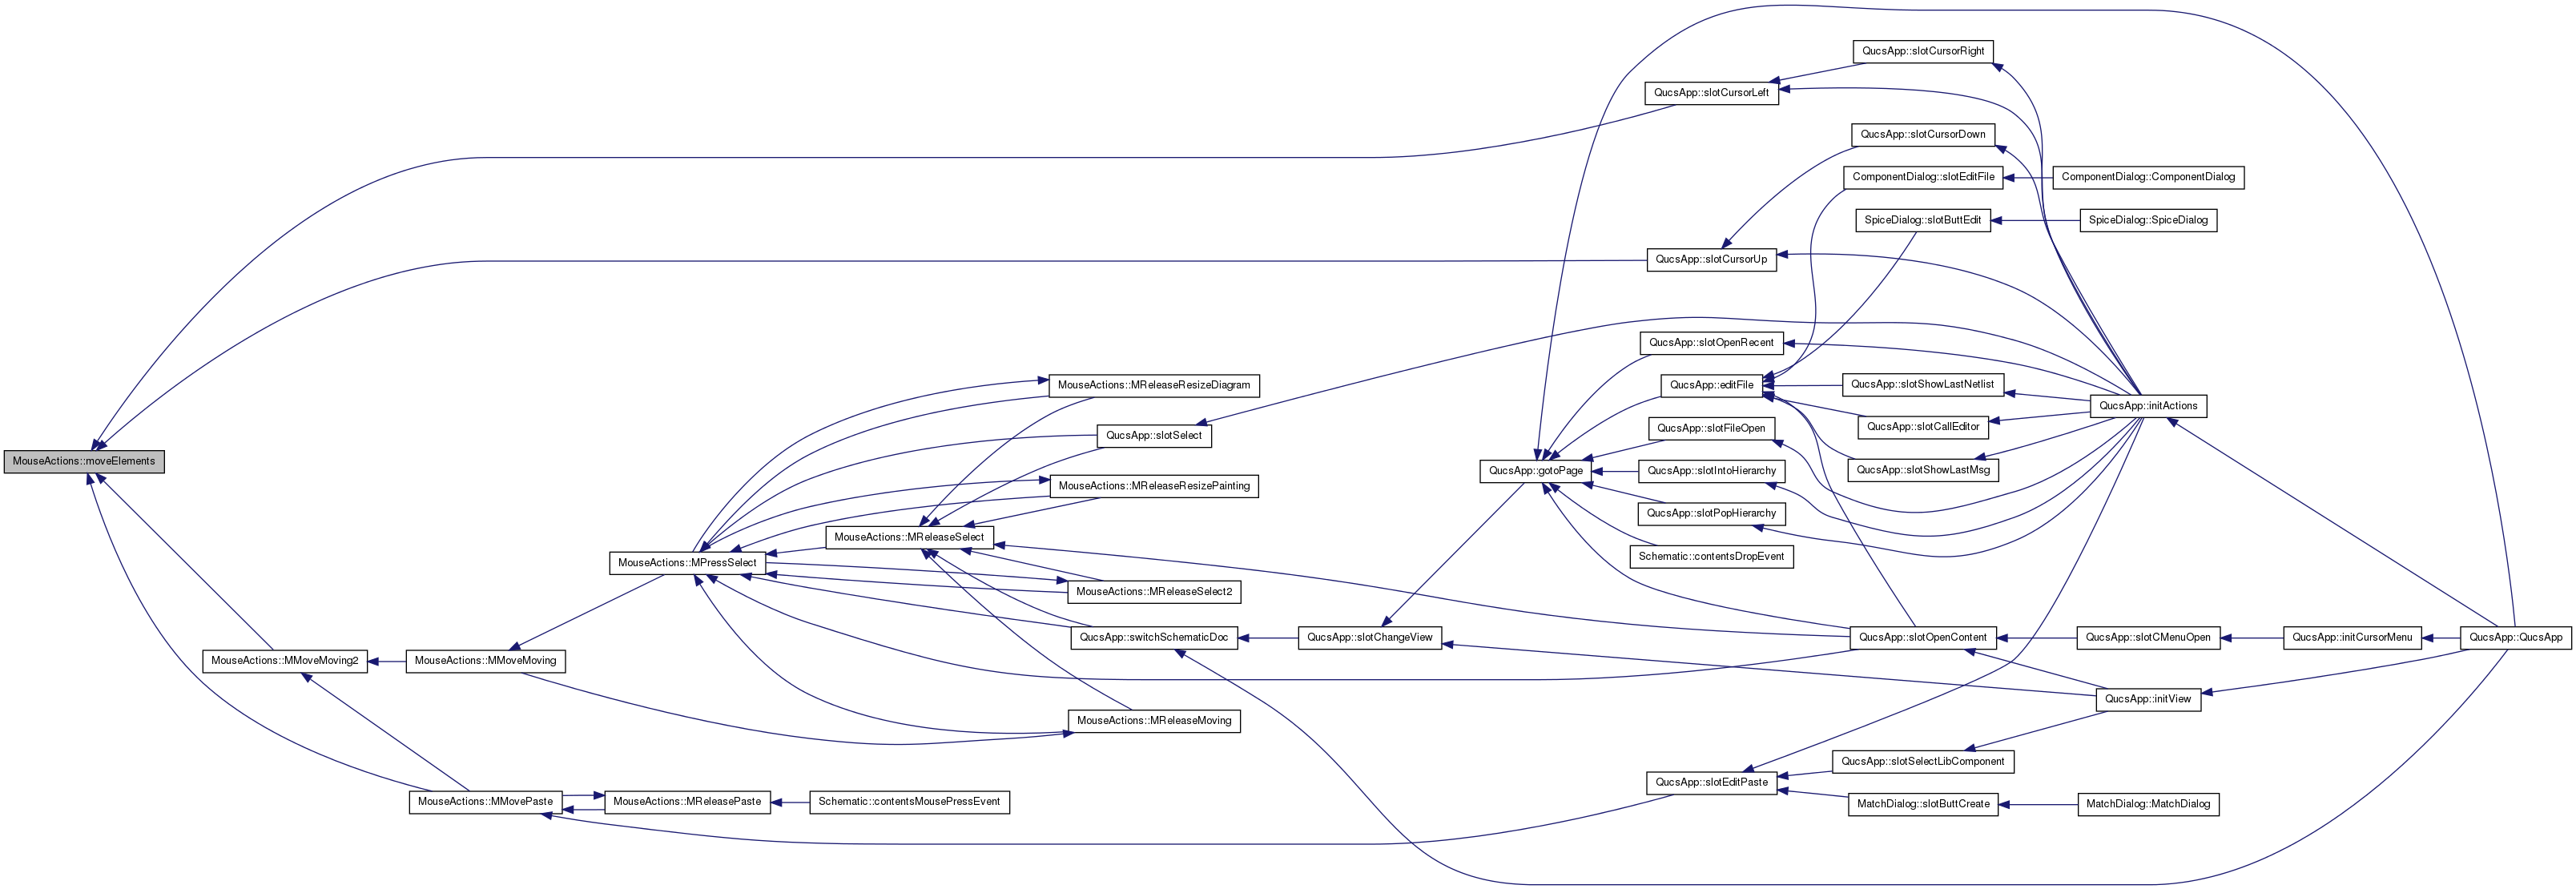 MouseActions::moveElements
MouseActions::MMoveMoving2
MouseActions::MMoveMoving
MouseActions::MMovePaste
MouseActions::MReleasePaste
Schematic::contentsMousePressEvent
MouseActions::MPressSelect
MouseActions::MReleaseSelect
MouseActions::MReleaseResizeDiagram
QucsApp::slotSelect
MouseActions::MReleaseResizePainting
MouseActions::MReleaseSelect2
QucsApp::switchSchematicDoc
MouseActions::MReleaseMoving
QucsApp::slotChangeView
QucsApp::gotoPage
QucsApp::slotCursorLeft
QucsApp::slotCursorUp
QucsApp::slotOpenRecent
QucsApp::editFile
QucsApp::slotFileOpen
QucsApp::slotIntoHierarchy
QucsApp::slotPopHierarchy
Schematic::contentsDropEvent
QucsApp::slotEditPaste
QucsApp::slotCursorRight
QucsApp::slotCursorDown
ComponentDialog::slotEditFile
SpiceDialog::slotButtEdit
QucsApp::slotShowLastNetlist
QucsApp::slotCallEditor
QucsApp::slotShowLastMsg
QucsApp::slotOpenContent
QucsApp::slotSelectLibComponent
MatchDialog::slotButtCreate
ComponentDialog::ComponentDialog
SpiceDialog::SpiceDialog
QucsApp::initActions
QucsApp::slotCMenuOpen
QucsApp::initView
MatchDialog::MatchDialog
QucsApp::initCursorMenu
QucsApp::QucsApp